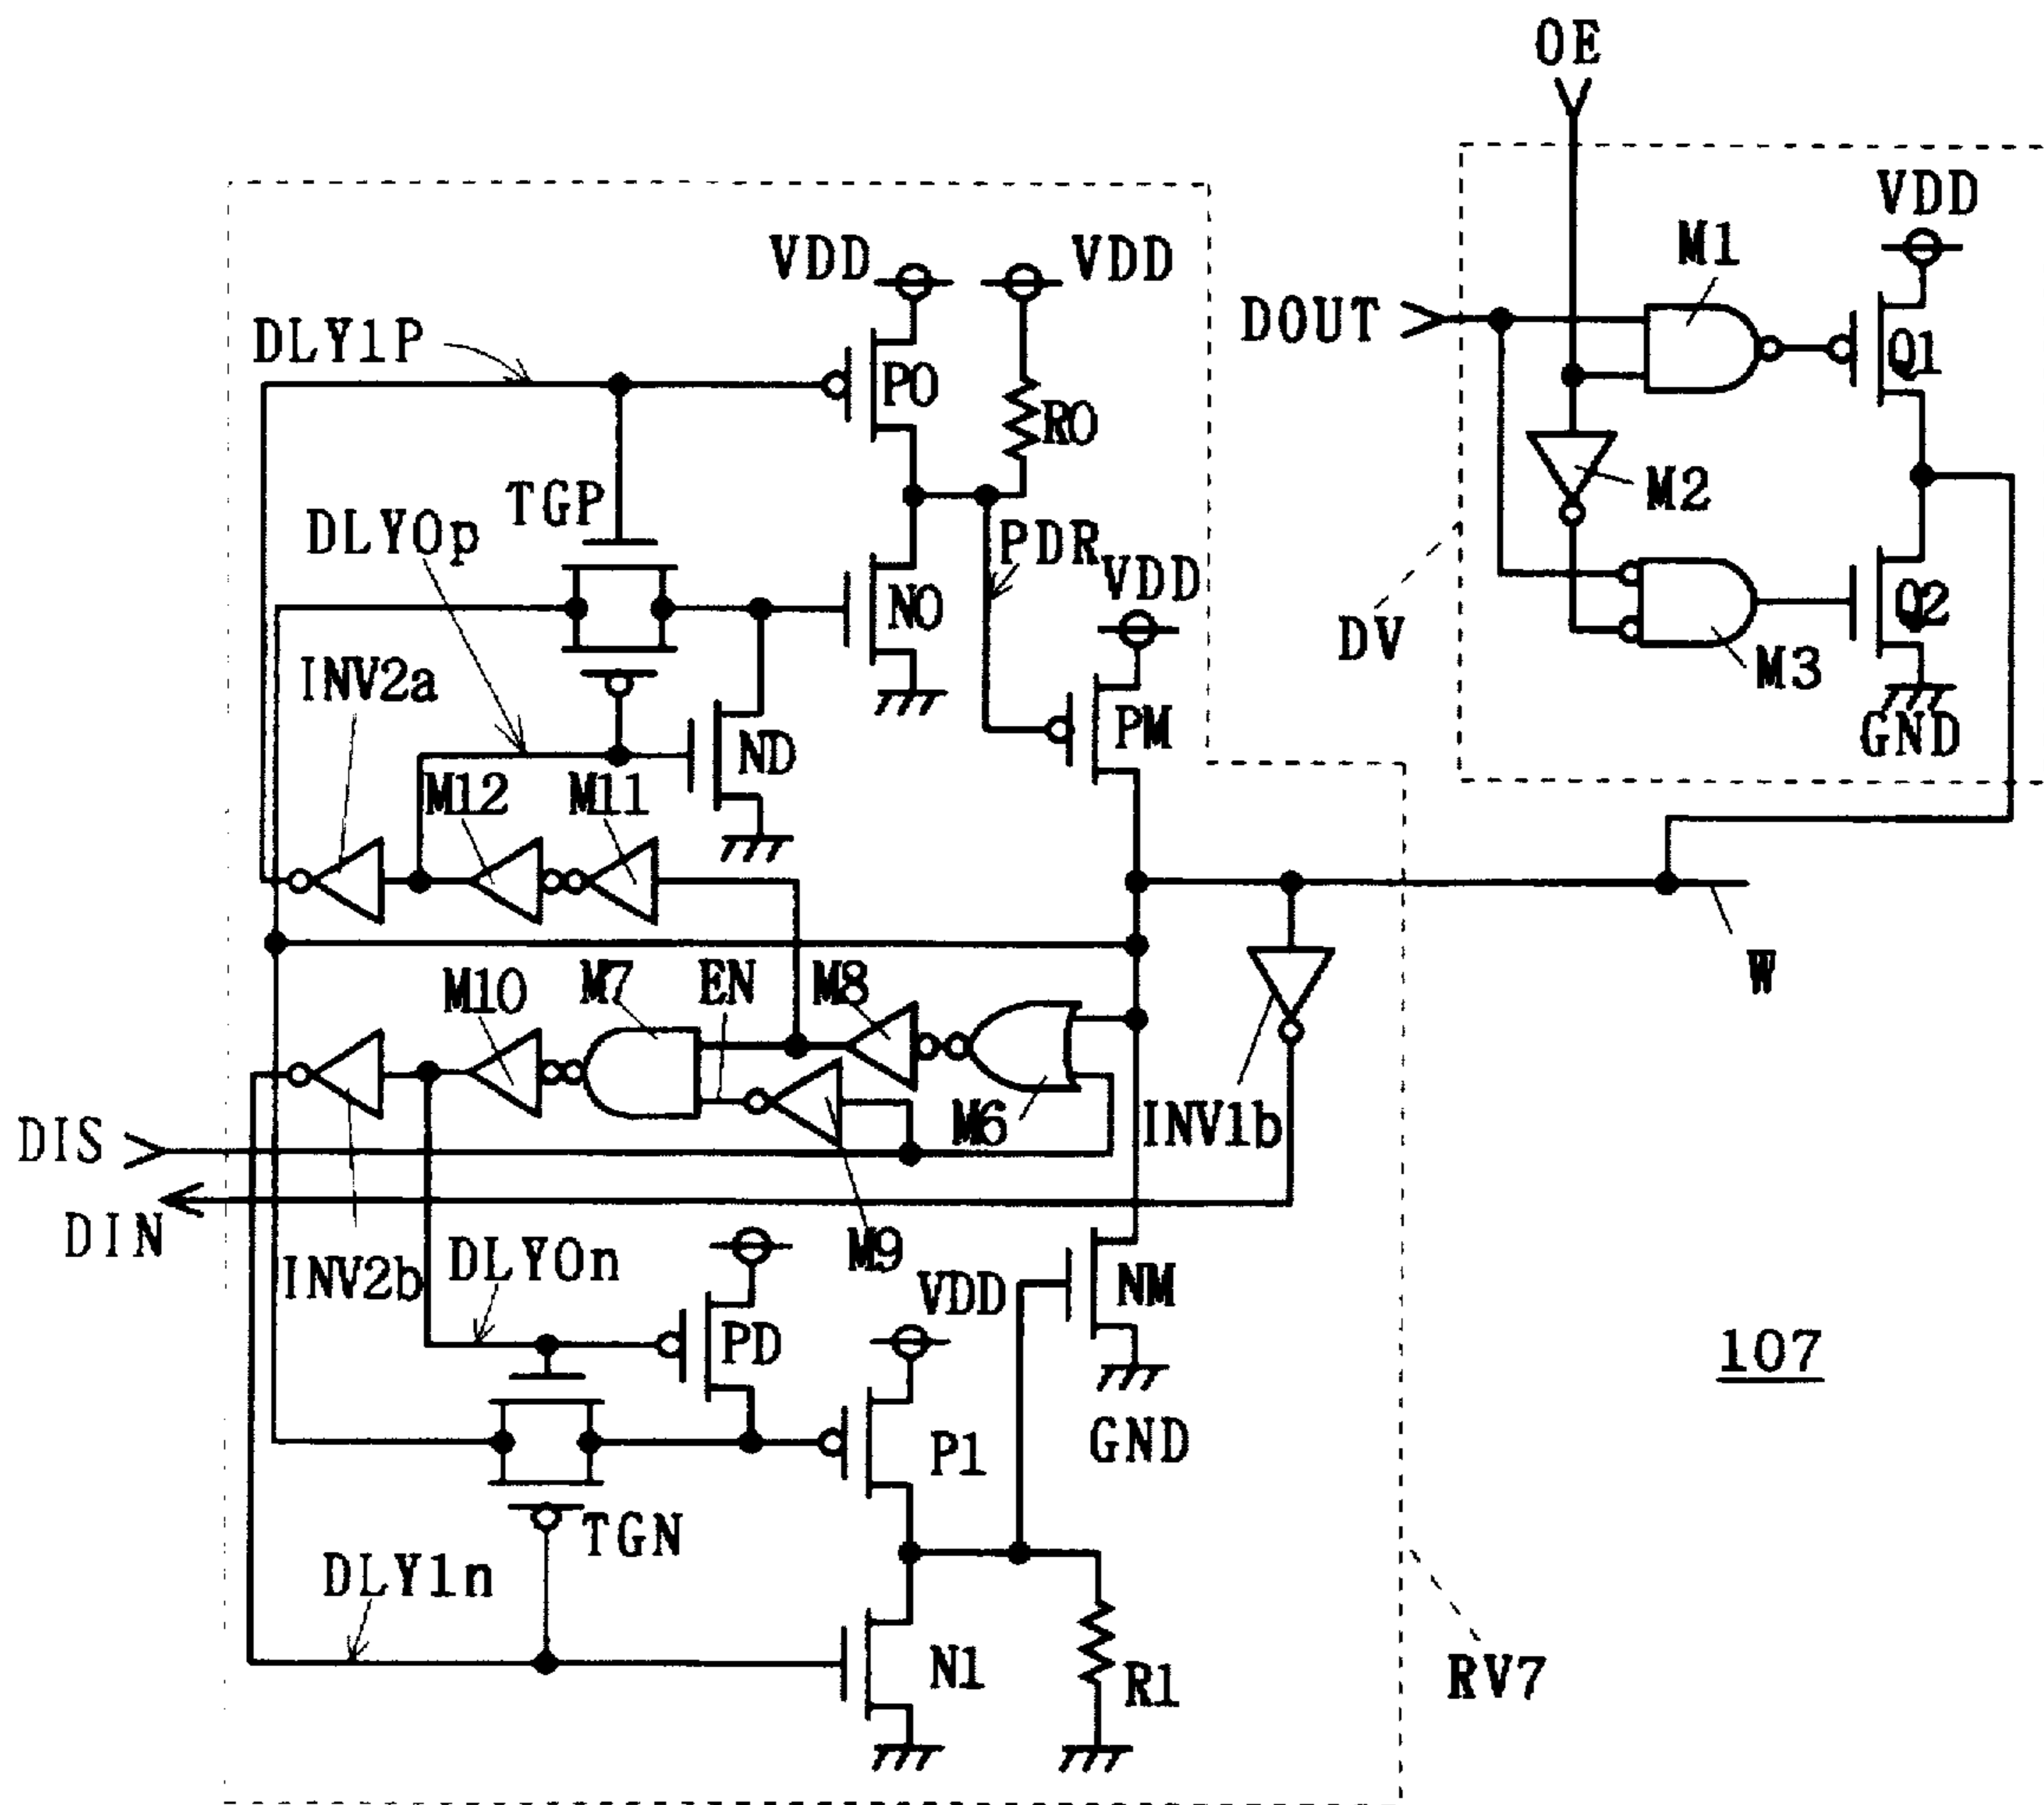 OE
VDD
M1
VDD
VDD
DOUT
Q1
DLY1P
P0
R0
M2
TGP
DLY0p
PDR
VDD
N0
Q2
DV
M3
INV2a
PM
GND
ND
M12
M11
W
M10
M7
EN
M8
M6
INV1b
DIS
DIN
M9
INV2b
DLY0n
VDD
NM
PD
107
GND
P1
TGN
DLY1n
N1
R1
RV7